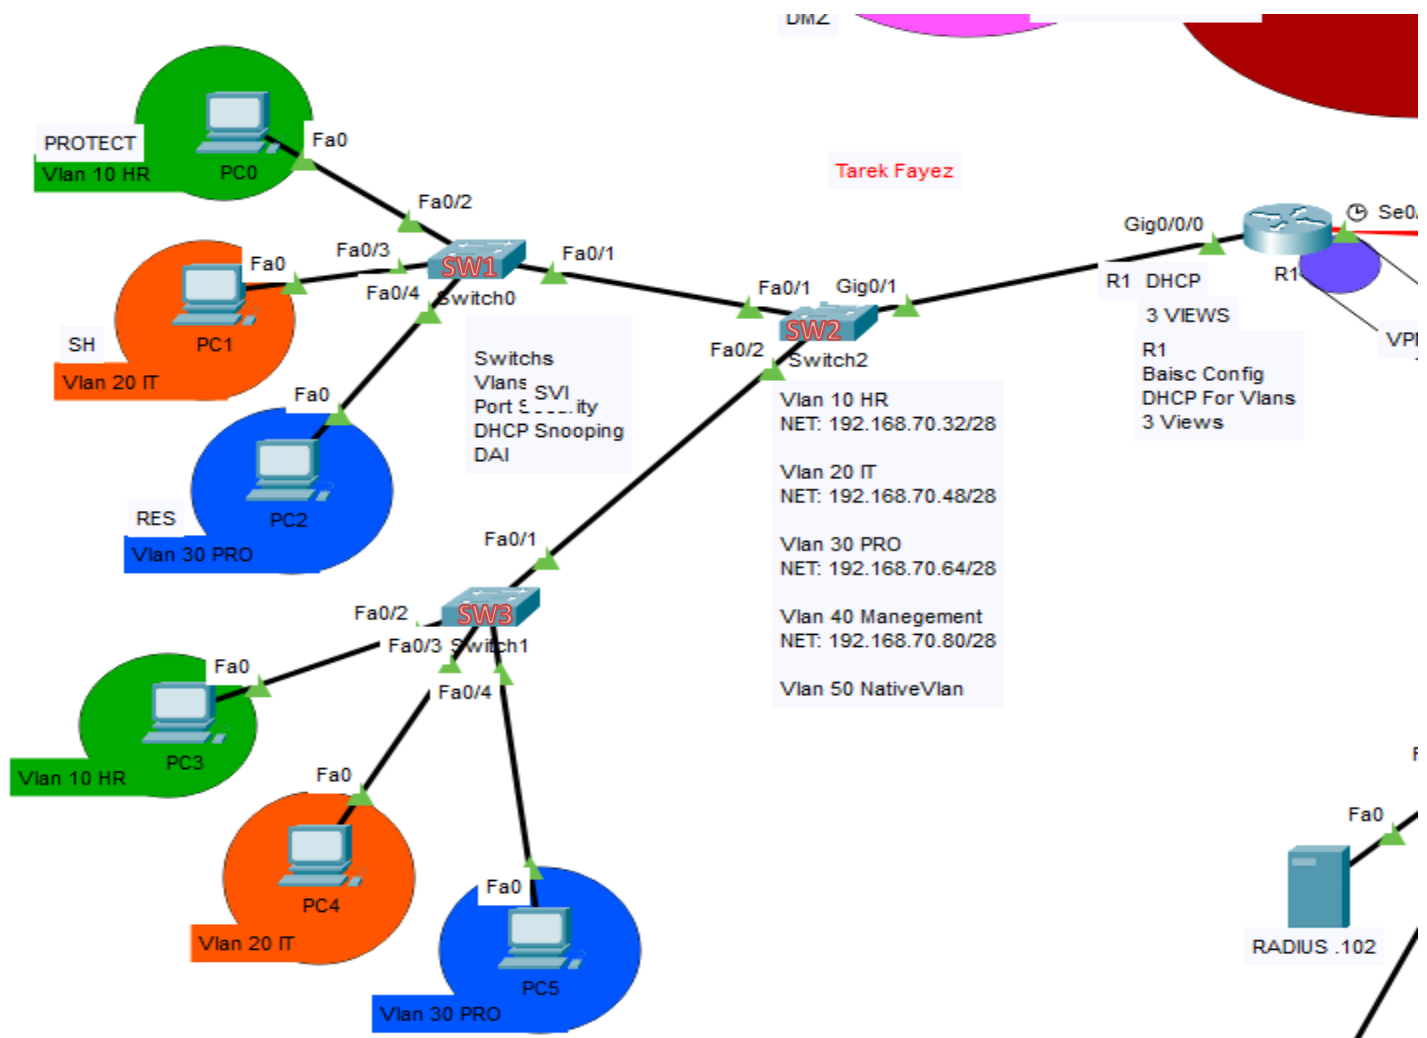 DMZ
PROTECT
Vlan 10 HR
PC0
Fa0
Fa0/2
Tarek Fayez
Gig0/0/0
R1
Fa0
Fa0/3
SW1
Fa0/1
Fa0/4
Switch0
SH
PC1
Vlan 20 IT
Fa0/1
Gig0/1
SW2
Fa0/2
Switch2
R1 DHCP
3 VIEWS
R1
Baisc Config
DHCP For Vlans
3 Views
Switchs
Vlans
SVI
Port
DHCP Snooping
DAI
Fa0
RES
PC2
Vlan 30 PRO
Vlan 10 HR
NET: 192.168.70.32/28
Vlan 20 IT
NET: 192.168.70.48/28
Vlan 30 PRO
NET: 192.168.70.64/28
Vlan 40 Manegement
NET: 192.168.70.80/28
Vlan 50 NativeVlan
Fa0/1
Fa0/2
SW3
Fa0/3
Switch1
Fa0/4
Fa0
PC3
Vlan 10 HR
Fa0
PC4
Vlan 20 IT
Fa0
PC5
Vlan 30 PRO
Fa0
RADIUS .102